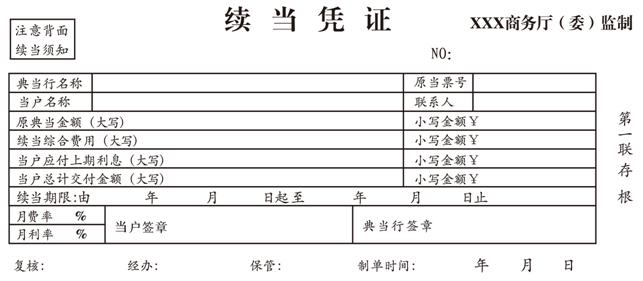 续当凭证
XXX商务厅（委）监制
注意背面
续当须知
NO：
典当行名称 原当票号
当户名称 联系人
原典当金额（大写） 小写金额￥
续当综合费用（大写） 小写金额￥
当户应付上期利息（大写） 小写金额￥
当户总计交付金额（大写） 小写金额￥
续当期限：由 年 月 日起至 年 月 日止
月费率 %
月利率 %
当户签章 典当行签章
第一联存根
复核： 经办： 保管： 制单时间： 年 月 日